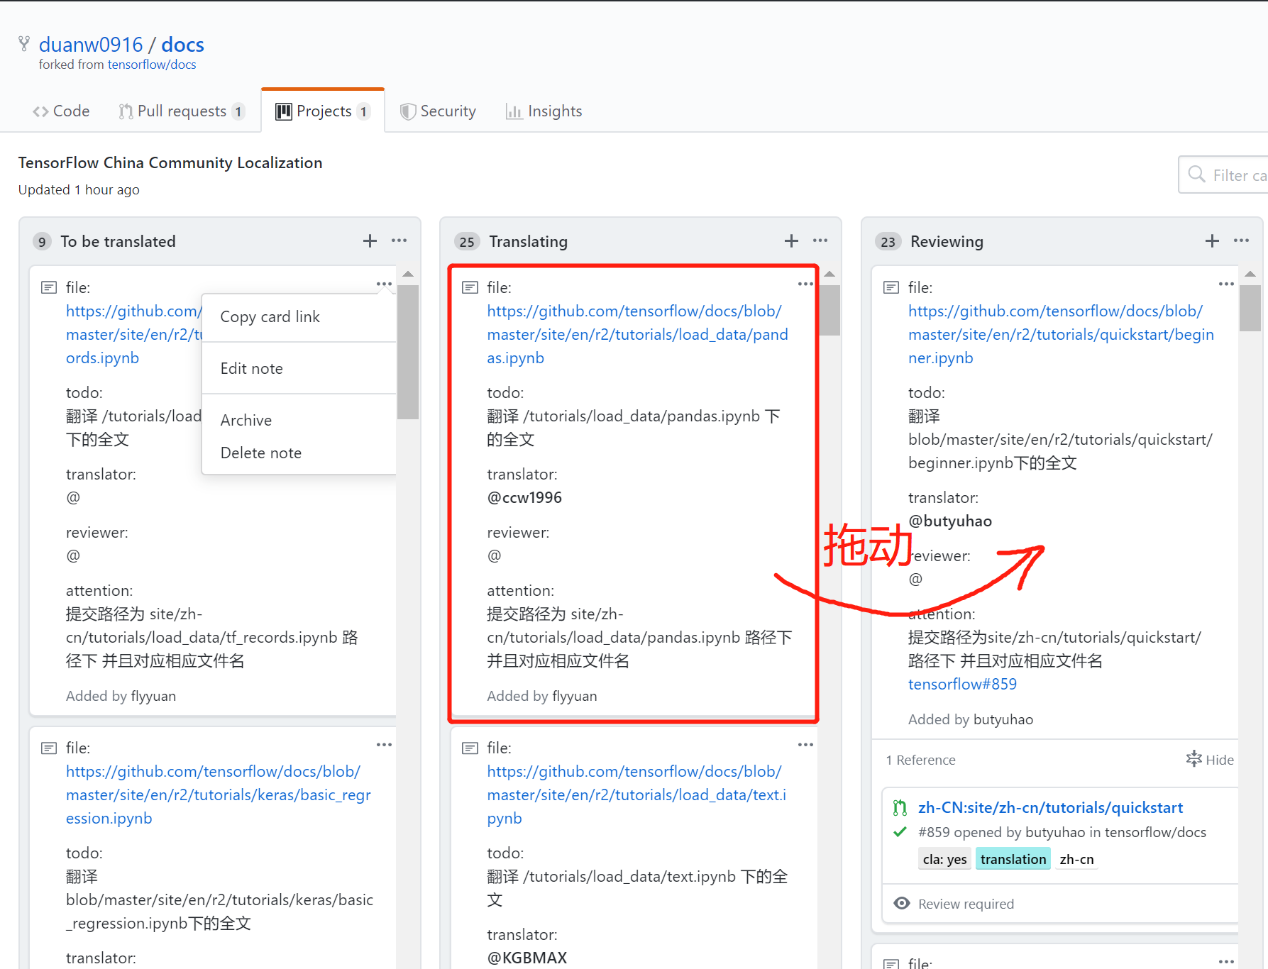 duanw0916 / docs
forked from tensorflow/docs
Code
Pull requests 1
Projects 1
Security
Insights
TensorFlow China Community Localization
Updated 1 hour ago
Filter ca
9 To be translated
file:
https://github.com/
master/site/en/r2/tu
ords.ipynb
todo:
翻译 /tutorials/load
下的全文
translator:
@
reviewer:
@
attention:
提交路径为 site/zh-
cn/tutorials/load_data/tf_records.ipynb 路
径下 并且对应相应文件名
Added by flyyuan
Copy card link
Edit note
Archive
Delete note
file:
https://github.com/tensorflow/docs/blob/
master/site/en/r2/tutorials/keras/basic_regr
ession.ipynb
todo:
翻译
blob/master/site/en/r2/tutorials/keras/basic
_regression.ipynb下的全文
translator:
25 Translating
file:
https://github.com/tensorflow/docs/blob/
master/site/en/r2/tutorials/load_data/pand
as.ipynb
todo:
翻译 /tutorials/load_data/pandas.ipynb 下
的全文
translator:
@ccw1996
reviewer:
@
attention:
提交路径为 site/zh-
cn/tutorials/load_data/pandas.ipynb 路径下
并且对应相应文件名
Added by flyyuan
拖动
file:
https://github.com/tensorflow/docs/blob/
master/site/en/r2/tutorials/load_data/text.i
pynb
todo:
翻译 /tutorials/load_data/text.ipynb 下的全
文
translator:
@KGBMAX
23 Reviewing
file:
https://github.com/tensorflow/docs/blob/
master/site/en/r2/tutorials/quickstart/begin
ner.ipynb
todo:
翻译
blob/master/site/en/r2/tutorials/quickstart/
beginner.ipynb下的全文
translator:
@butyuhao
reviewer:
@
attention:
提交路径为site/zh-cn/tutorials/quickstart/
路径下 并且对应相应文件名
tensorflow#859
Added by butyuhao
1 Reference
Hide
zh-CN:site/zh-cn/tutorials/quickstart
#859 opened by butyuhao in tensorflow/docs
cla: yes translation zh-cn
Review required
file: